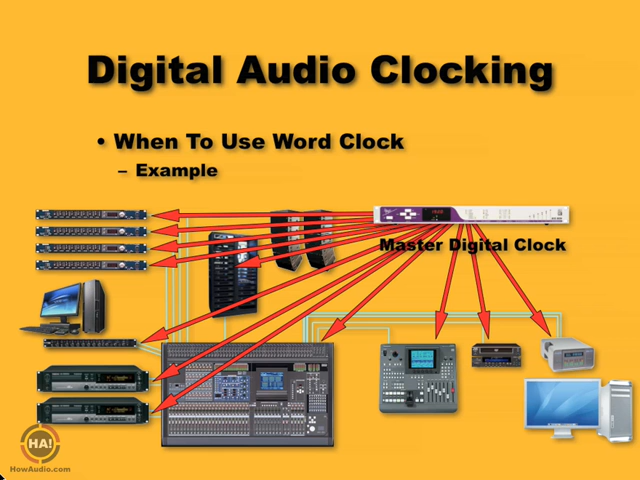 Digital Audio Clocking
• When To Use Word Clock
– Example
Master Digital Clock
HA!
HowAudio.com